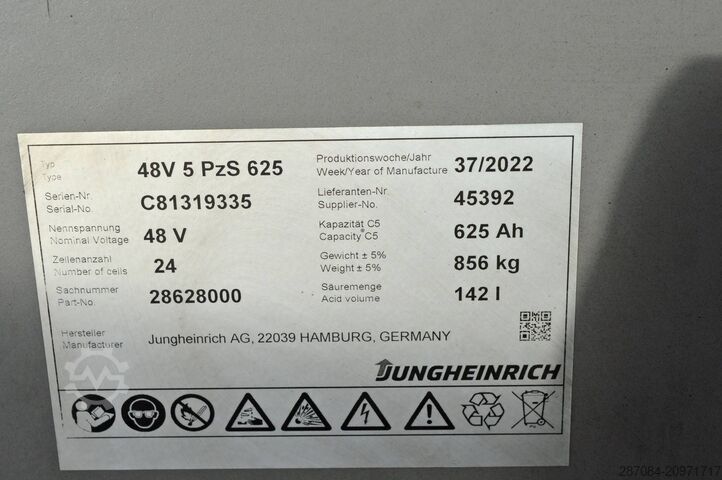 Typ
Type
48V 5 PzS 625
Produktionswoche/Jahr
Week/Year of Manufacture
37/2022
Serien-Nr.
Serial-No.
C81319335
Lieferanten-Nr.
Supplier-No.
45392
Nennspannung
Nominal Voltage
48 V
Kapazität C5
Capacity C5
625 Ah
Zellenanzahl
Number of cells
24
Gewicht ± 5%
Weight ± 5%
856 kg
Sachnummer
Part-No.
28628000
Säuremenge
Acid volume
142 l
Hersteller
Manufacturer
Jungheinrich AG, 22039 HAMBURG, GERMANY
JUNGHEINRICH
287084-20971717